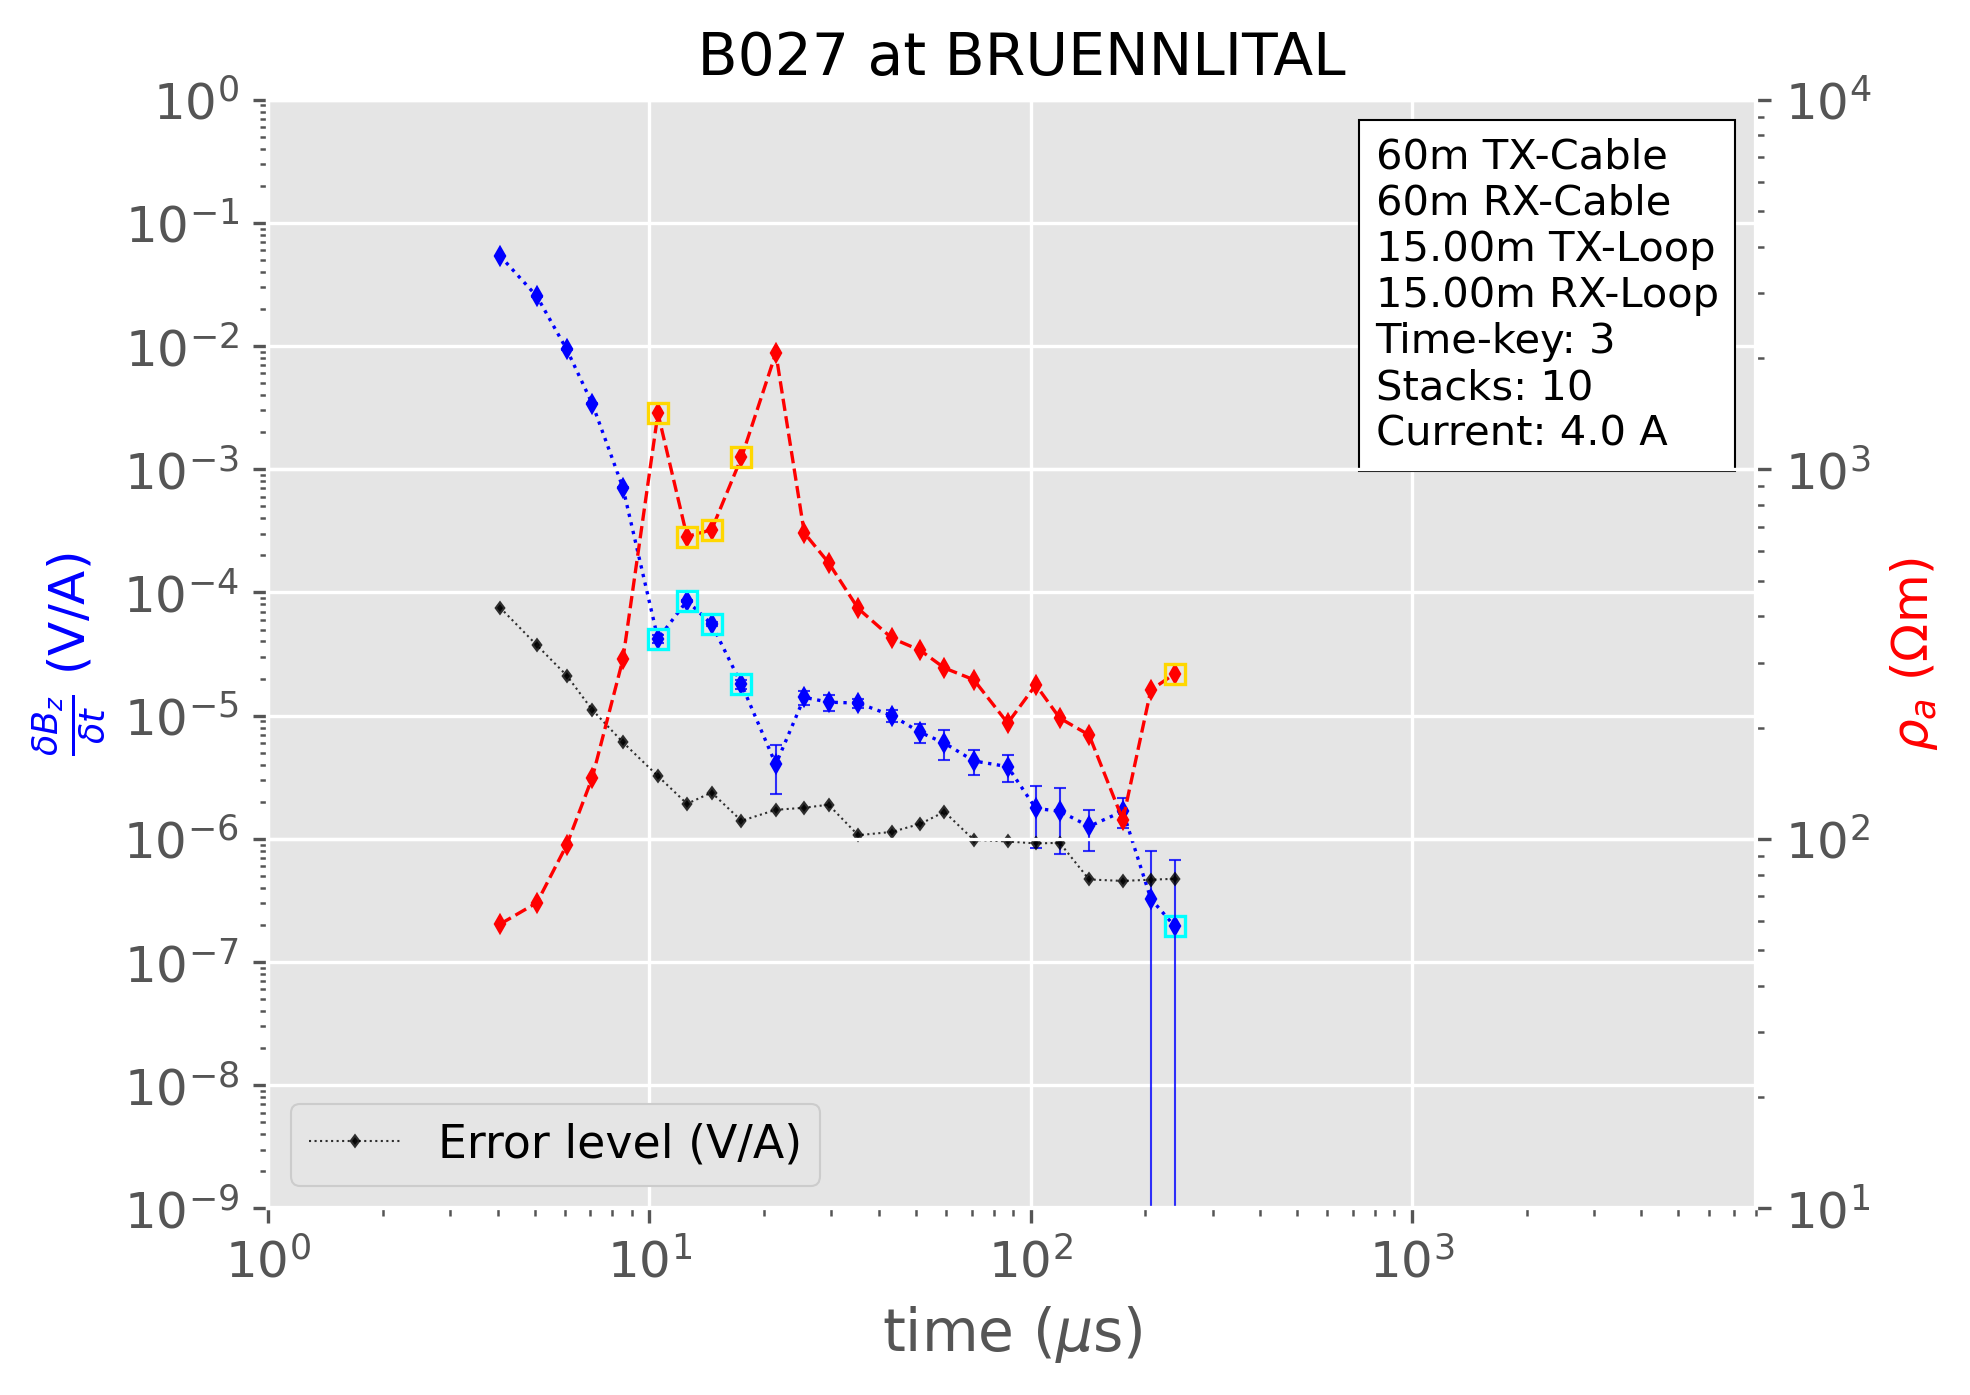 B027 at BRUENNLITAL
10⁰
10⁻¹
10⁻²
10⁻³
10⁻⁴
10⁻⁵
10⁻⁶
10⁻⁷
10⁻⁸
10⁻⁹
δB_z/δt (V/A)
60m TX-Cable
60m RX-Cable
15.00m TX-Loop
15.00m RX-Loop
Time-key: 3
Stacks: 10
Current: 4.0 A
Error level (V/A)
10⁴
10³
10²
10¹
ρₐ (Ωm)
10⁰ 10¹ 10² 10³
time (μs)